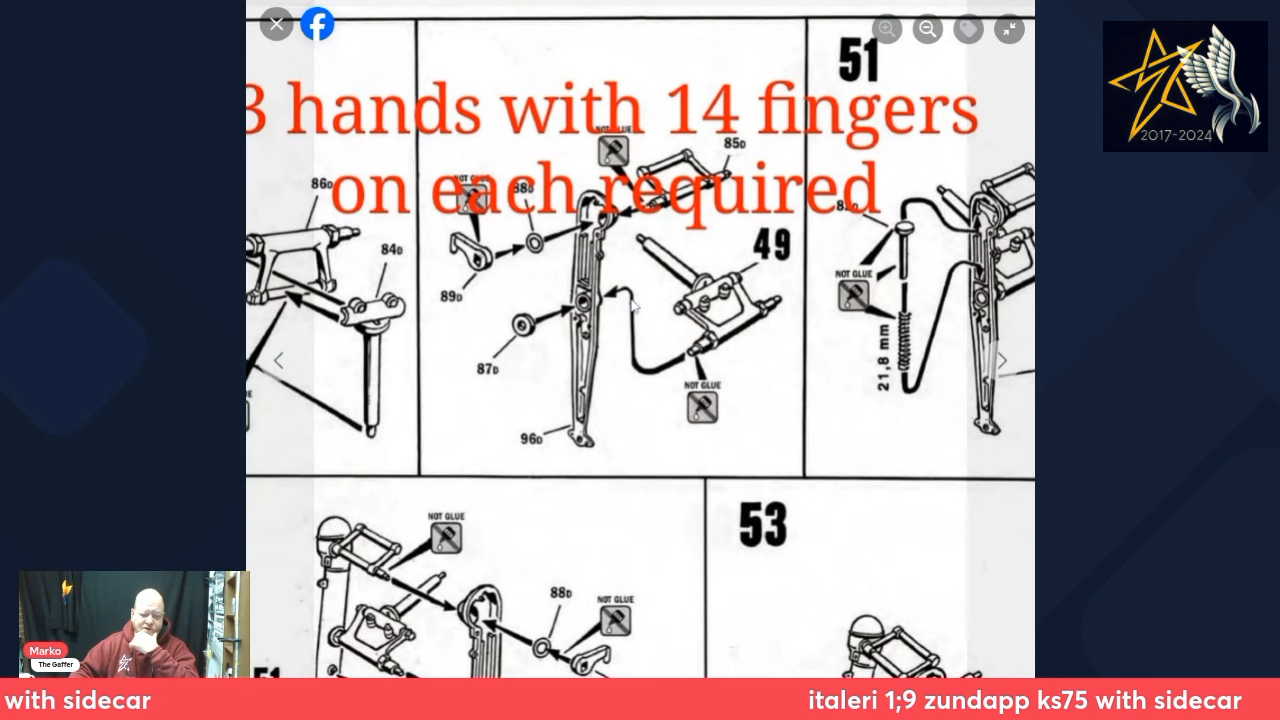 51
3 hands with 14 fingers
on each required
NOT GLUE
85D
NOT GLUE
88D
86D
84D
49
89D
87D
NOT GLUE
96D
NOT GLUE
21,8 mm
NOT GLUE
88D
NOT GLUE
53
51
2017-2024
Marko
The Gaffer
with sidecar
italeri 1;9 zundapp ks75 with sidecar